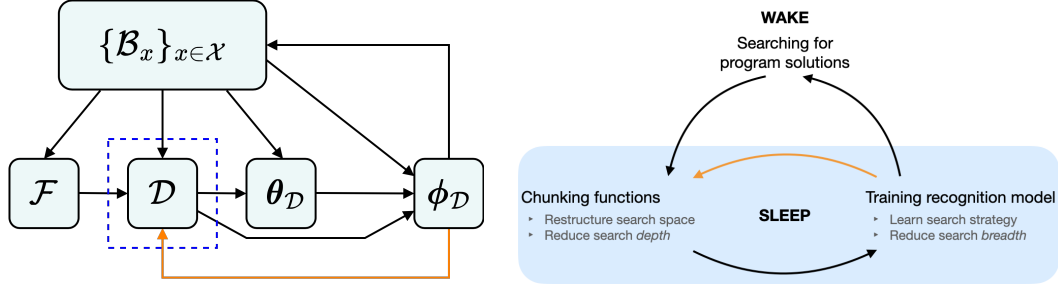 {ℬₓ}ₓ∈𝒳
ℱ
𝒟
θ_𝒟
ϕ_𝒟
WAKE
Searching for
program solutions
Chunking functions
‣ Restructure search space
‣ Reduce search depth
SLEEP
Training recognition model
‣ Learn search strategy
‣ Reduce search breadth